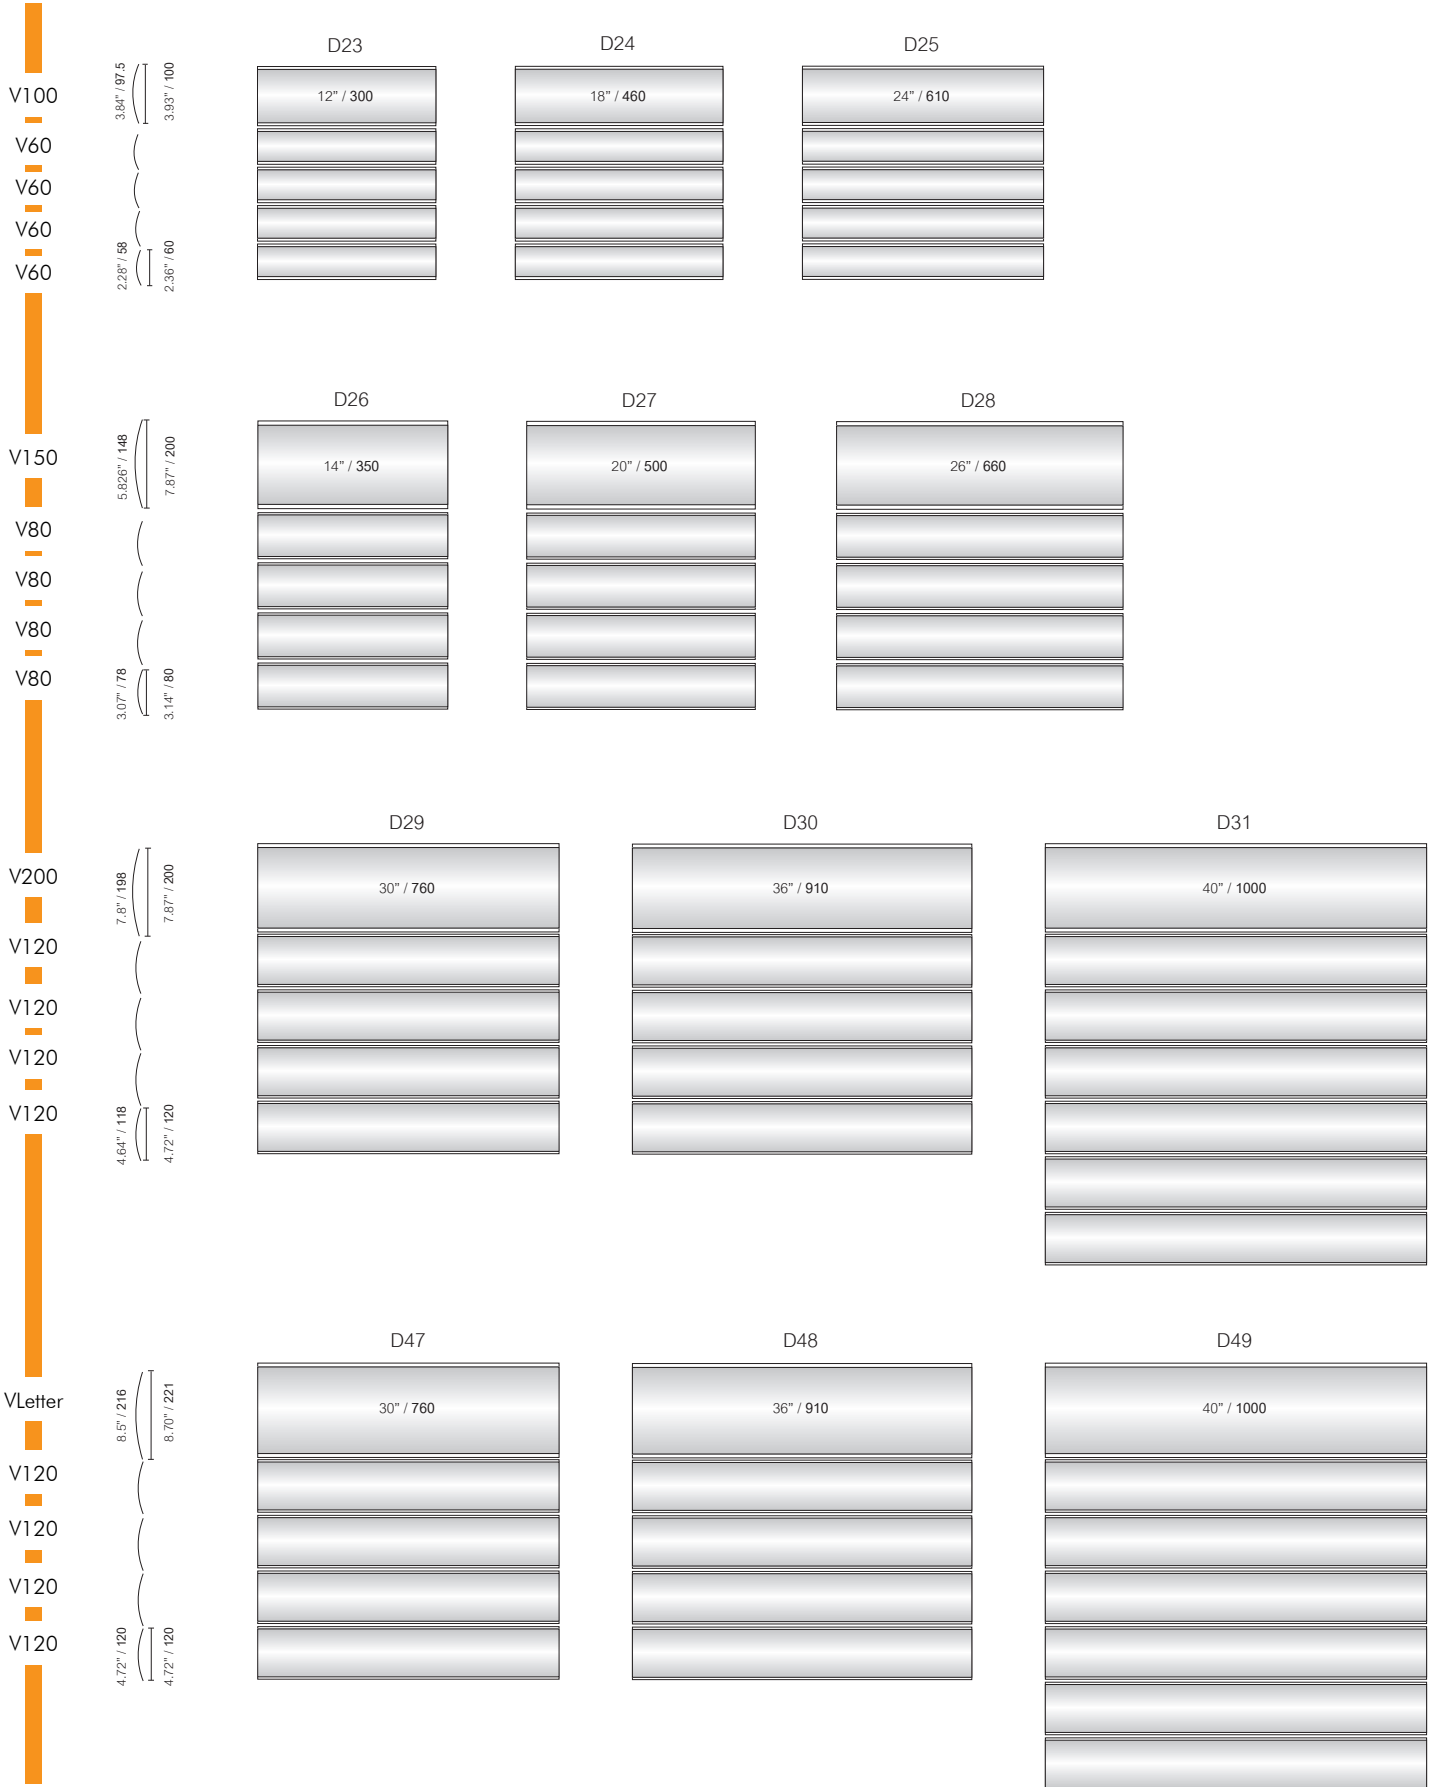 D23 D24 D25
V100 3.84" / 97.5 3.93" / 100 12" / 300 18" / 460 24" / 610
V60
V60
V60
V60 2.28" / 58 2.36" / 60
D26 D27 D28
V150 5.826" / 148 7.87" / 200 14" / 350 20" / 500 26" / 660
V80
V80
V80
V80 3.07" / 78 3.14" / 80
D29 D30 D31
V200 7.8" / 198 7.87" / 200 30" / 760 36" / 910 40" / 1000
V120
V120
V120
V120 4.64" / 118 4.72" / 120
D47 D48 D49
VLetter 8.5" / 216 8.70" / 221 30" / 760 36" / 910 40" / 1000
V120
V120
V120
V120 4.72" / 120 4.72" / 120